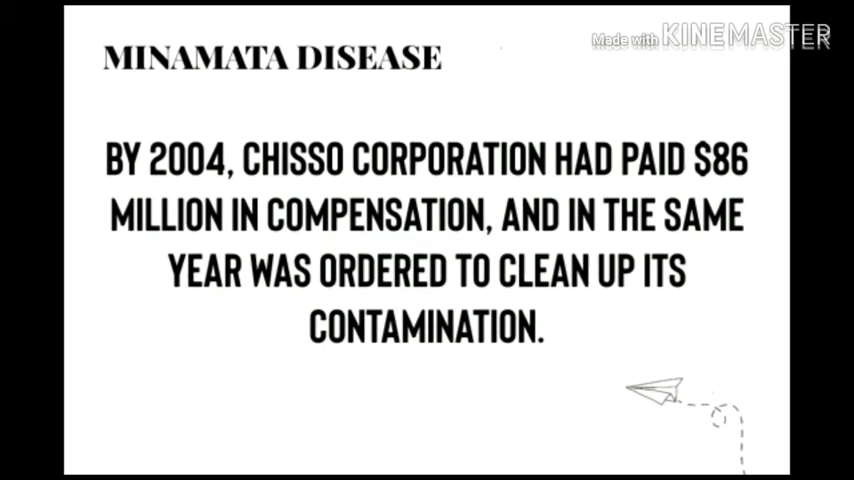 Made with KINEMASTER
MINAMATA DISEASE
BY 2004, CHISSO CORPORATION HAD PAID $86
MILLION IN COMPENSATION, AND IN THE SAME
YEAR WAS ORDERED TO CLEAN UP ITS
CONTAMINATION.